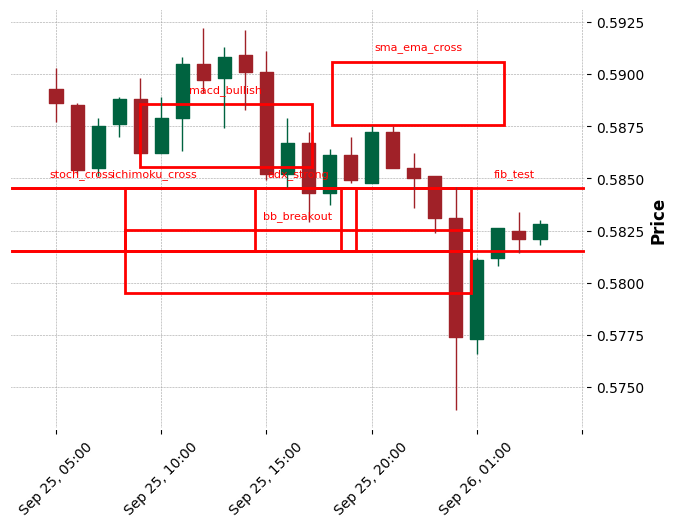 sma_ema_cross
macd_bullish
stoch_cross
ichimoku_cross
adx_strong
fib_test
bb_breakout
0.5925
0.5900
0.5875
0.5850
0.5825
0.5800
0.5775
0.5750
Price
Sep 25, 05:00
Sep 25, 10:00
Sep 25, 15:00
Sep 25, 20:00
Sep 26, 01:00